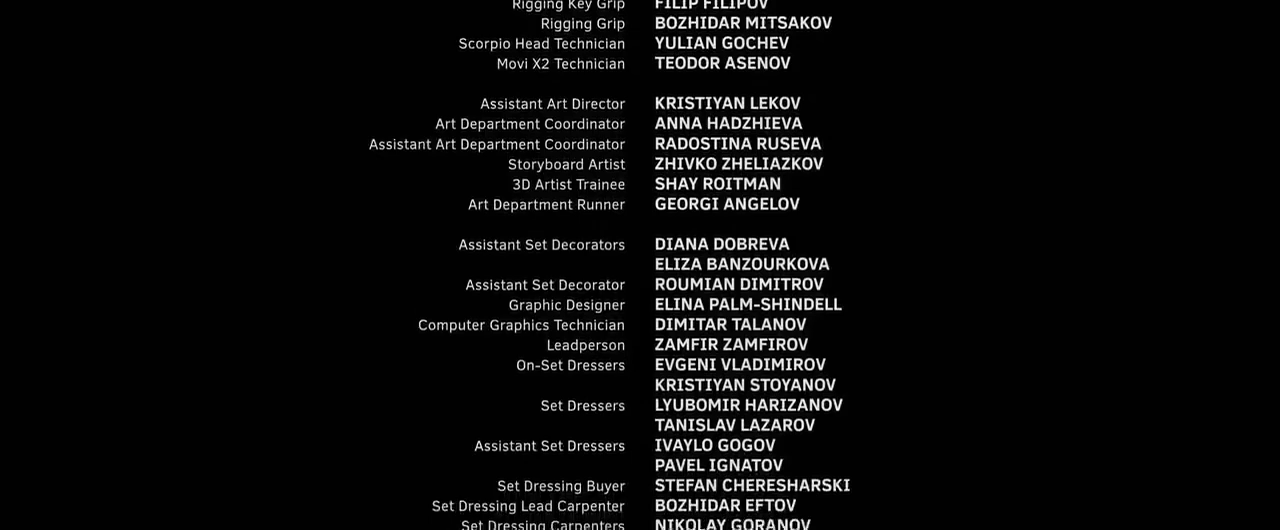 Rigging Key Grip FILIP FILIPOV
Rigging Grip BOZHIDAR MITSAKOV
Scorpio Head Technician YULIAN GOCHEV
Movi X2 Technician TEODOR ASENOV
Assistant Art Director KRISTIYAN LEKOV
Art Department Coordinator ANNA HADZHIEVA
Assistant Art Department Coordinator RADOSTINA RUSEVA
Storyboard Artist ZHIVKO ZHELIAZKOV
3D Artist Trainee SHAY ROITMAN
Art Department Runner GEORGI ANGELOV
Assistant Set Decorators DIANA DOBREVA
ELIZA BANZOURKOVA
Assistant Set Decorator ROUMIAN DIMITROV
Graphic Designer ELINA PALM-SHINDELL
Computer Graphics Technician DIMITAR TALANOV
Leadperson ZAMFIR ZAMFIROV
On-Set Dressers EVGENI VLADIMIROV
KRISTIYAN STOYANOV
Set Dressers LYUBOMIR HARIZANOV
TANISLAV LAZAROV
Assistant Set Dressers IVAYLO GOGOV
PAVEL IGNATOV
Set Dressing Buyer STEFAN CHERESHARSKI
Set Dressing Lead Carpenter BOZHIDAR EFTOV
Set Dressing Carpenters NIKOLAY GORANOV